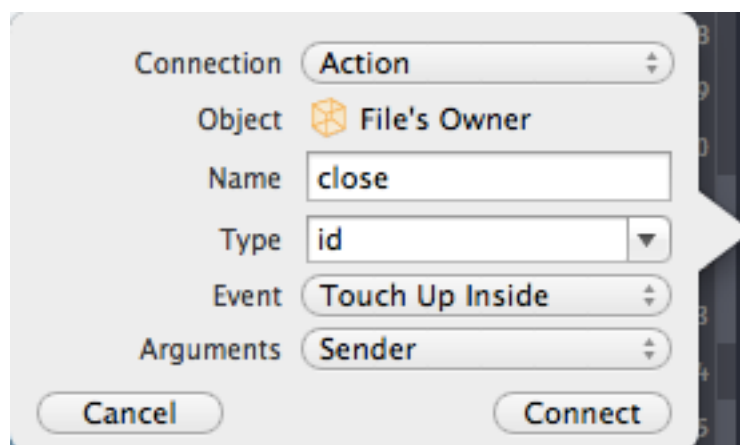 Connection Action
Object File's Owner
Name close
Type id
Event Touch Up Inside
Arguments Sender
Cancel Connect